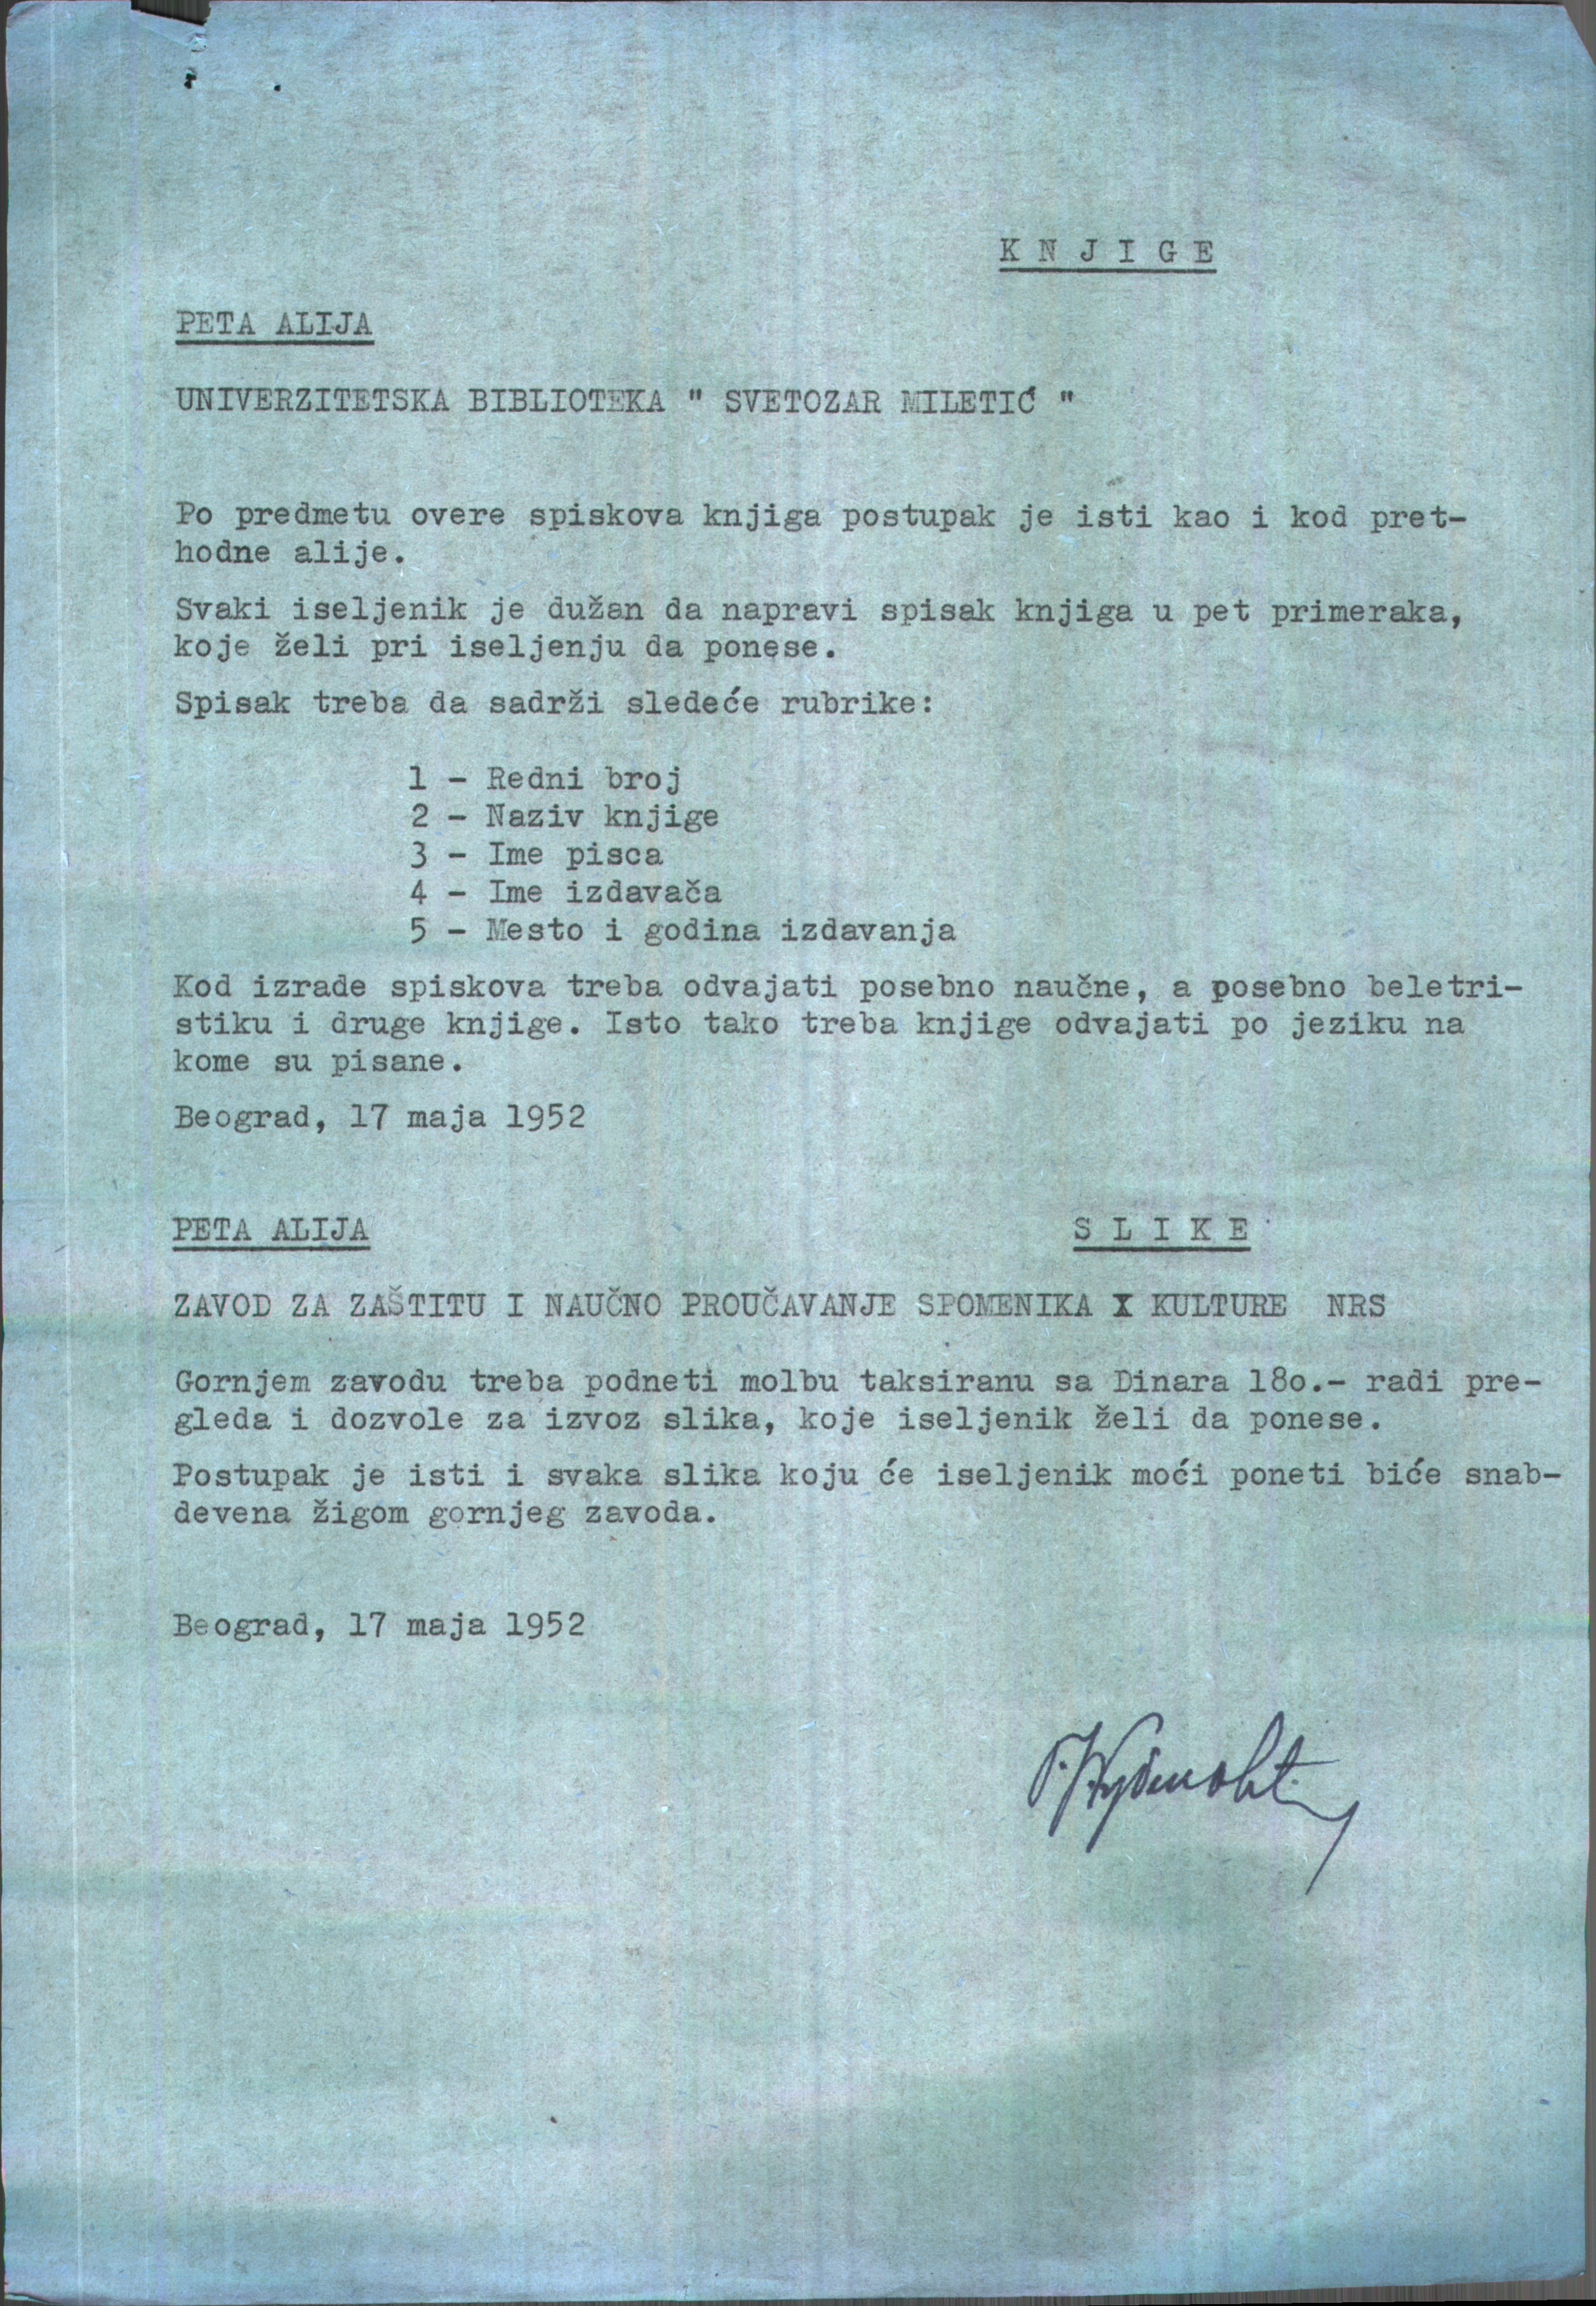 K N J I G E
PETA ALIJA
UNIVERZITETSKA BIBLIOTEKA " SVETOZAR MILETIĆ "
Po predmetu overe spiskova knjiga postupak je isti kao i kod pret-
hodne alije.
Svaki iseljenik je dužan da napravi spisak knjiga u pet primeraka,
koje želi pri iseljenju da ponese.
Spisak treba da sadrži sledeće rubrike:
1 - Redni broj
2 - Naziv knjige
3 - Ime pisca
4 - Ime izdavača
5 - Mesto i godina izdavanja
Kod izrade spiskova treba odvajati posebno naučne, a posebno beletri-
stiku i druge knjige. Isto tako treba knjige odvajati po jeziku na
kome su pisane.
Beograd, 17 maja 1952
PETA ALIJA S L I K E
ZAVOD ZA ZAŠTITU I NAUČNO PROUČAVANJE SPOMENIKA X KULTURE NRS
Gornjem zavodu treba podneti molbu taksiranu sa Dinara 18o.- radi pre-
gleda i dozvole za izvoz slika, koje iseljenik želi da ponese.
Postupak je isti i svaka slika koju će iseljenik moći poneti biće snab-
devena žigom gornjeg zavoda.
Beograd, 17 maja 1952